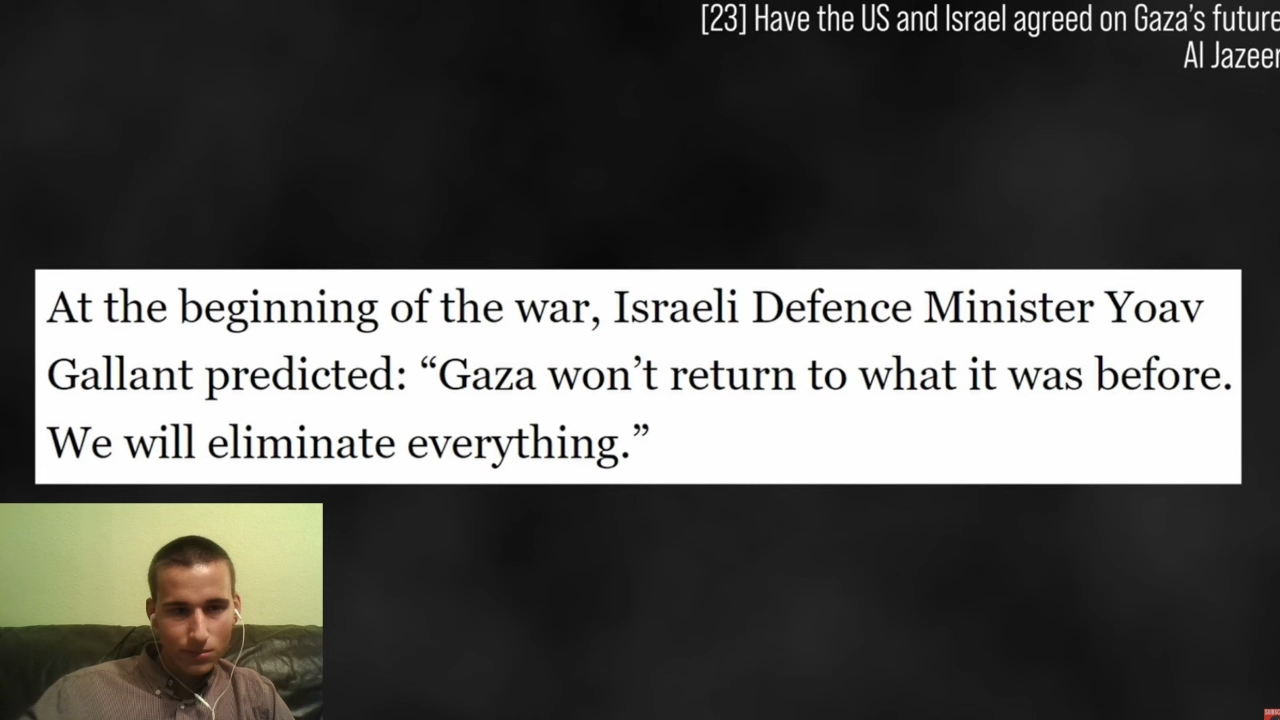 [23] Have the US and Israel agreed on Gaza’s future
Al Jazeer
At the beginning of the war, Israeli Defence Minister Yoav
Gallant predicted: “Gaza won’t return to what it was before.
We will eliminate everything.”